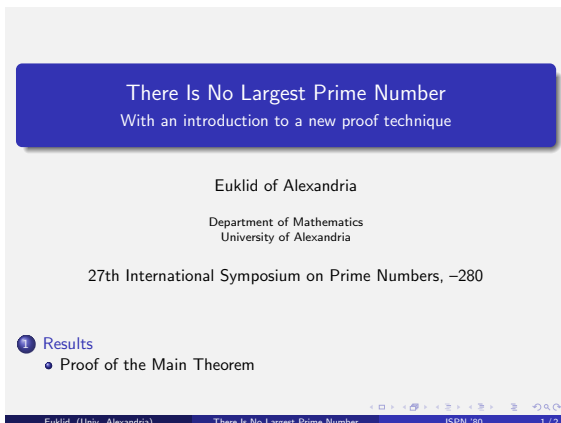 There Is No Largest Prime Number
With an introduction to a new proof technique
Euklid of Alexandria
Department of Mathematics
University of Alexandria
27th International Symposium on Prime Numbers, –280
1 Results
Proof of the Main Theorem
Euklid (Univ. Alexandria) There Is No Largest Prime Number ISPN '80 1 / 2